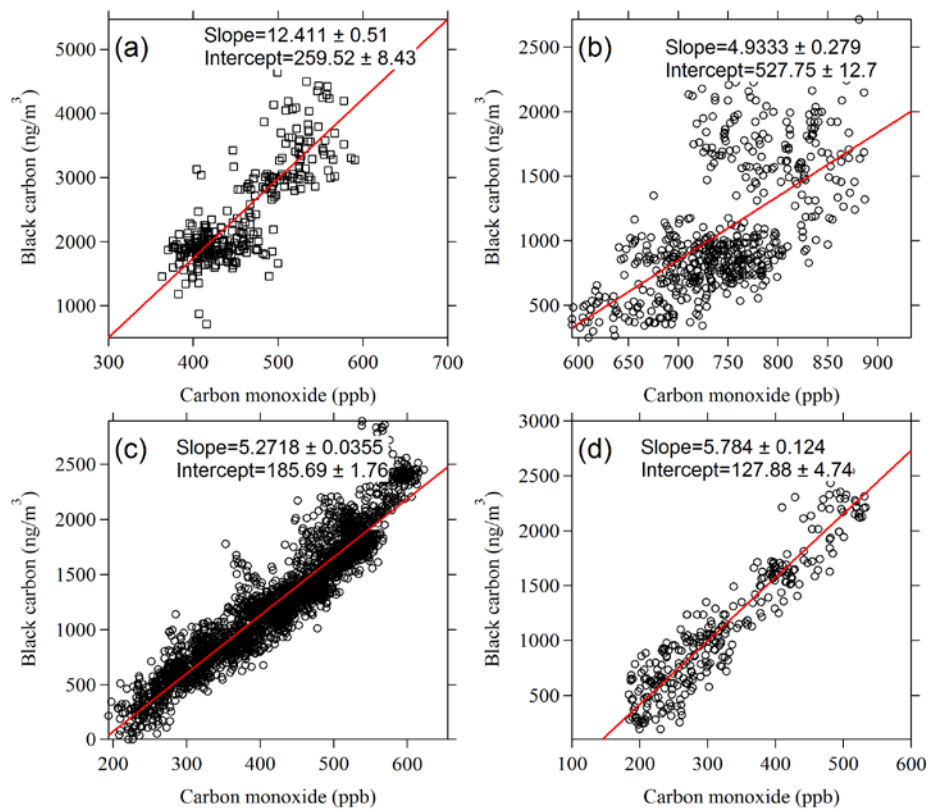 (a)
Slope=12.411 ± 0.51
Intercept=259.52 ± 8.43
Black carbon (ng/m³)
5000
4000
3000
2000
1000
300 400 500 600 700
Carbon monoxide (ppb)
(b)
Slope=4.9333 ± 0.279
Intercept=527.75 ± 12.7
Black carbon (ng/m³)
2500
2000
1500
1000
500
600 650 700 750 800 850 900
Carbon monoxide (ppb)
(c)
Slope=5.2718 ± 0.0355
Intercept=185.69 ± 1.76
Black carbon (ng/m³)
2500
2000
1500
1000
500
0
200 300 400 500 600
Carbon monoxide (ppb)
(d)
Slope=5.784 ± 0.124
Intercept=127.88 ± 4.74
Black carbon (ng/m³)
3000
2500
2000
1500
1000
500
100 200 300 400 500 600
Carbon monoxide (ppb)